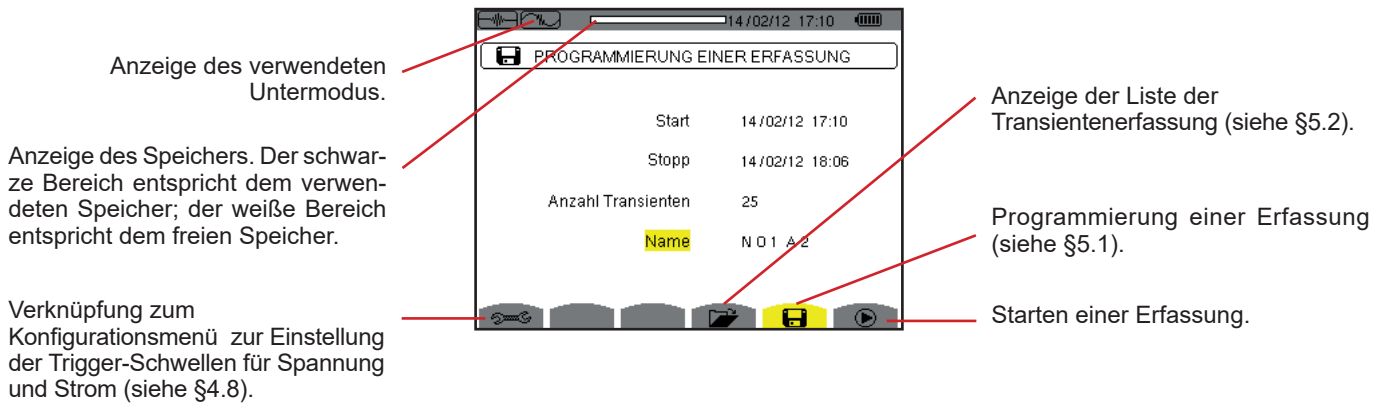 14/02/12 17:10
PROGRAMMIERUNG EINER ERFASSUNG
Anzeige des verwendeten
Untermodus.
Anzeige des Speichers. Der schwar-
ze Bereich entspricht dem verwen-
deten Speicher; der weiße Bereich
entspricht dem freien Speicher.
Verknüpfung zum
Konfigurationsmenü zur Einstellung
der Trigger-Schwellen für Spannung
und Strom (siehe §4.8).
Start 14/02/12 17:10
Stopp 14/02/12 18:06
Anzahl Transienten 25
Name N 0 1 A 2
Anzeige der Liste der
Transientenerfassung (siehe §5.2).
Programmierung einer Erfassung
(siehe §5.1).
Starten einer Erfassung.